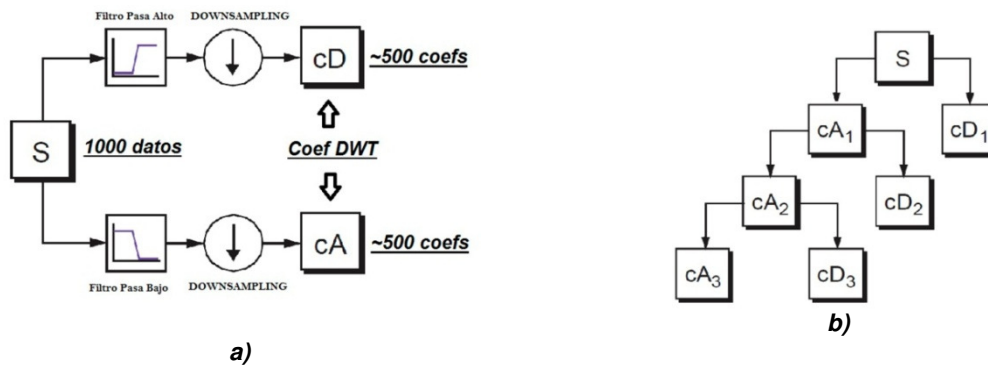 Filtro Pasa Alto
DOWNSAMPLING
cD
~500 coefs
S
1000 datos
Coef DWT
cA
~500 coefs
Filtro Pasa Bajo
DOWNSAMPLING
a)
S
cA1
cD1
cA2
cD2
cA3
cD3
b)